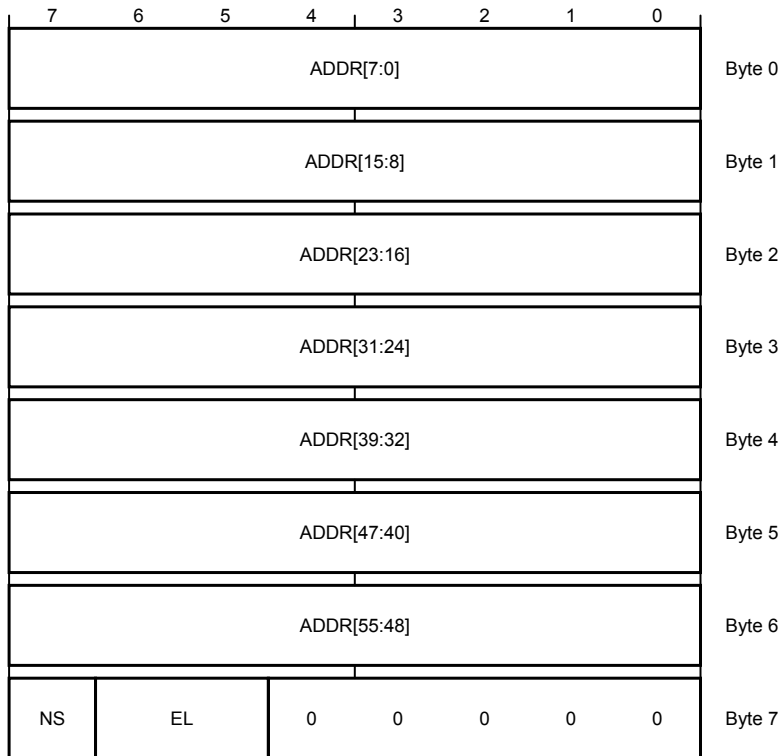 7 6 5 4 3 2 1 0
ADDR[7:0] Byte 0
ADDR[15:8] Byte 1
ADDR[23:16] Byte 2
ADDR[31:24] Byte 3
ADDR[39:32] Byte 4
ADDR[47:40] Byte 5
ADDR[55:48] Byte 6
NS EL 0 0 0 0 0 Byte 7